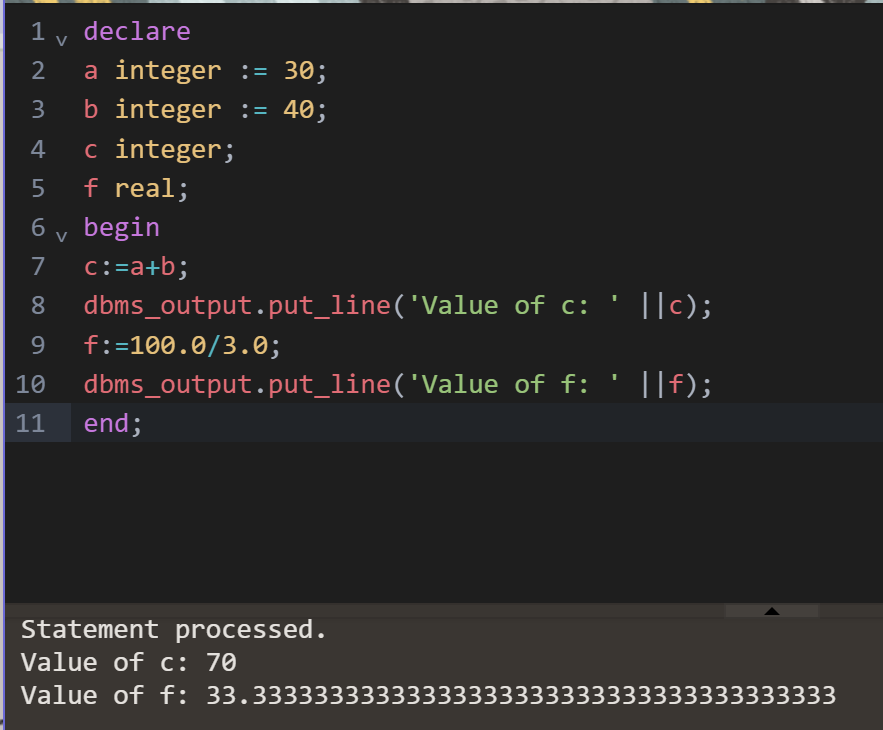 1 declare
2 a integer := 30;
3 b integer := 40;
4 c integer;
5 f real;
6 begin
7 c:=a+b;
8 dbms_output.put_line('Value of c: ' ||c);
9 f:=100.0/3.0;
10 dbms_output.put_line('Value of f: ' ||f);
11 end;
Statement processed.
Value of c: 70
Value of f: 33.33333333333333333333333333333333333333